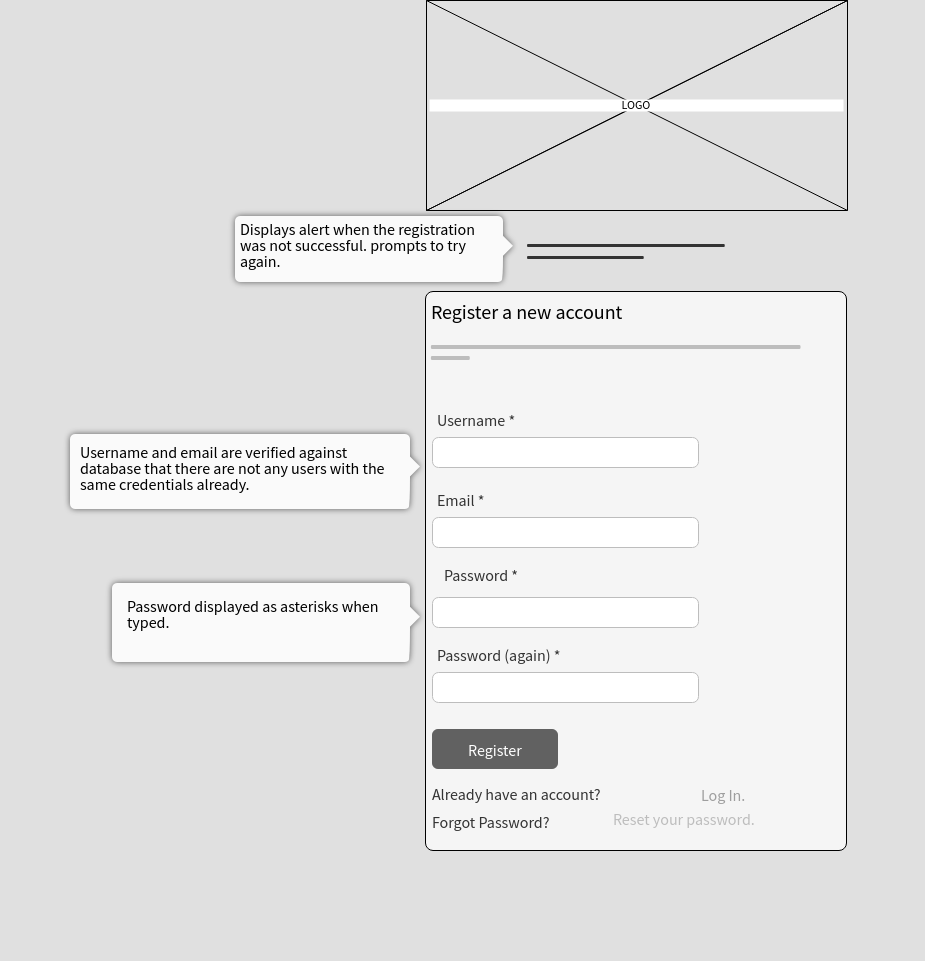 LOGO
Displays alert when the registration
was not successful. prompts to try
again.
Register a new account
Username *
Username and email are verified against
database that there are not any users with the
same credentials already.
Email *
Password *
Password displayed as asterisks when
typed.
Password (again) *
Register
Already have an account? Log In.
Forgot Password? Reset your password.